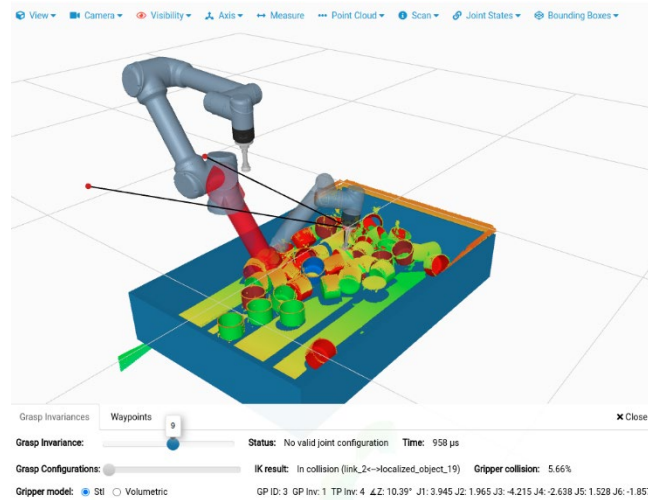 View Camera Visibility Axis Measure Point Cloud Scan Joint States Bounding Boxes
Grasp Invariances Waypoints Close
9
Grasp Invariance: Status: No valid joint configuration Time: 958 µs
Grasp Configurations: IK result: In collision (link_2<-->localized_object_19) Gripper collision: 5.66%
Gripper model: Stl Volumetric GP ID: 3 GP Inv: 1 TP Inv: 4 ∠Z: 10.39° J1: 3.945 J2: 1.965 J3: -4.215 J4: -2.638 J5: 1.528 J6: -1.857